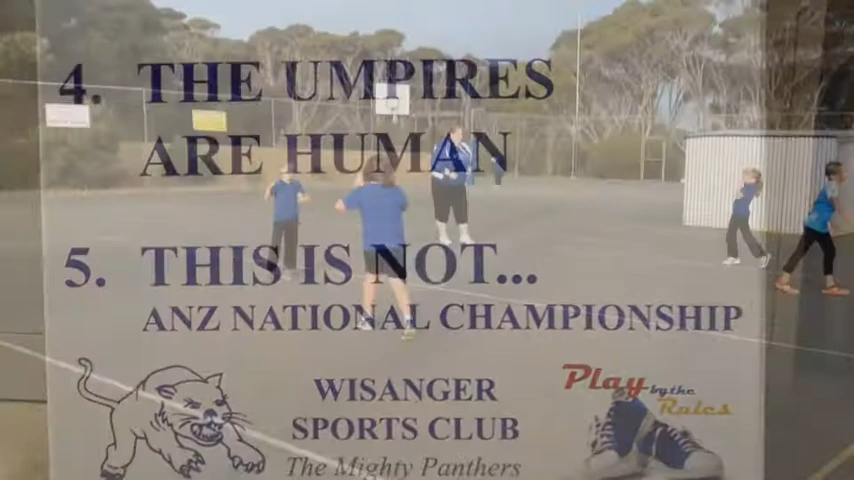 4. THE UMPIRES
ARE HUMAN
5. THIS IS NOT...
ANZ NATIONAL CHAMPIONSHIP
WISANGER
SPORTS CLUB
The Mighty Panthers
Play by the
Rules